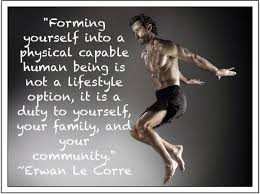 "Forming
yourself into a
physical capable
human being is
not a lifestyle
option, it is a
duty to yourself,
your family, and
your
community."
~Erwan Le Corre